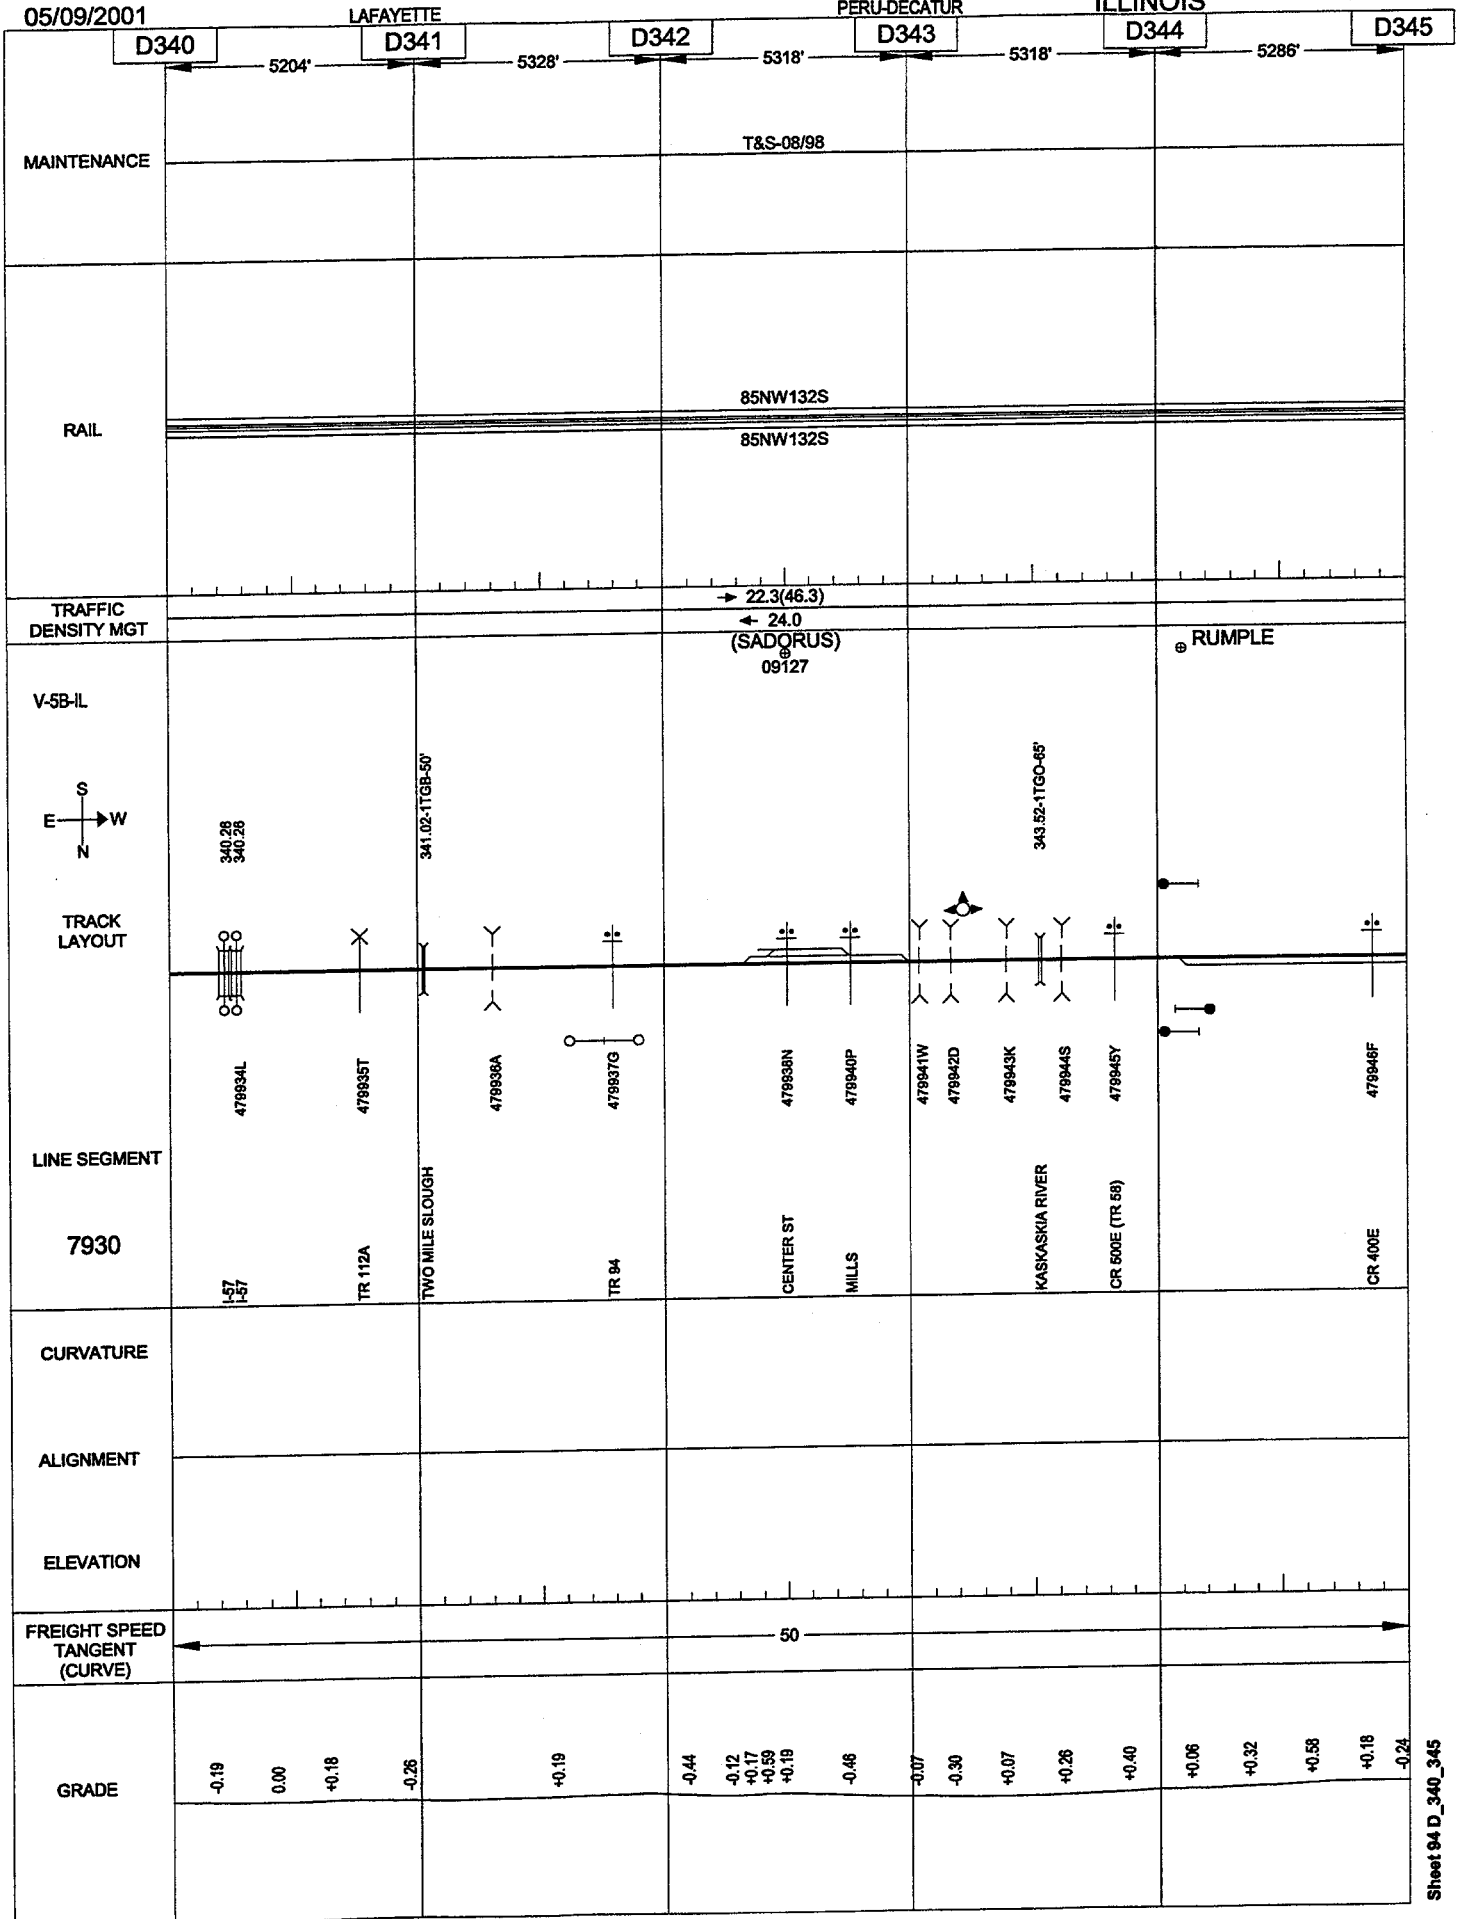 05/09/2001
LAFAYETTE
PERU-DECATUR
ILLINOIS
D340
D341
D342
D343
D344
D345
5204'
5328'
5318'
5318'
5286'
MAINTENANCE
T&S-08/98
RAIL
85NW132S
85NW132S
TRAFFIC
DENSITY MGT
22.3(46.3)
24.0
(SADORUS)
09127
RUMPLE
V-5B-IL
S
E
W
N
340.26
340.26
341.02-1TGB-50'
343.52-1TGO-65'
TRACK
LAYOUT
479934L
479935T
479936A
479937G
479938N
479940P
479941W
479942D
479943K
479944S
479945Y
479946F
LINE SEGMENT
7930
I-57
I-57
TR 112A
TWO MILE SLOUGH
TR 94
CENTER ST
MILLS
KASKASKIA RIVER
CR 500E (TR 58)
CR 400E
CURVATURE
ALIGNMENT
ELEVATION
FREIGHT SPEED
TANGENT
(CURVE)
50
GRADE
-0.19
0.00
+0.18
-0.26
+0.19
-0.44
-0.12
+0.17
+0.59
+0.19
-0.46
-0.07
-0.30
+0.07
+0.26
+0.40
+0.06
+0.32
+0.58
+0.18
-0.24
Sheet 94 D_340_345